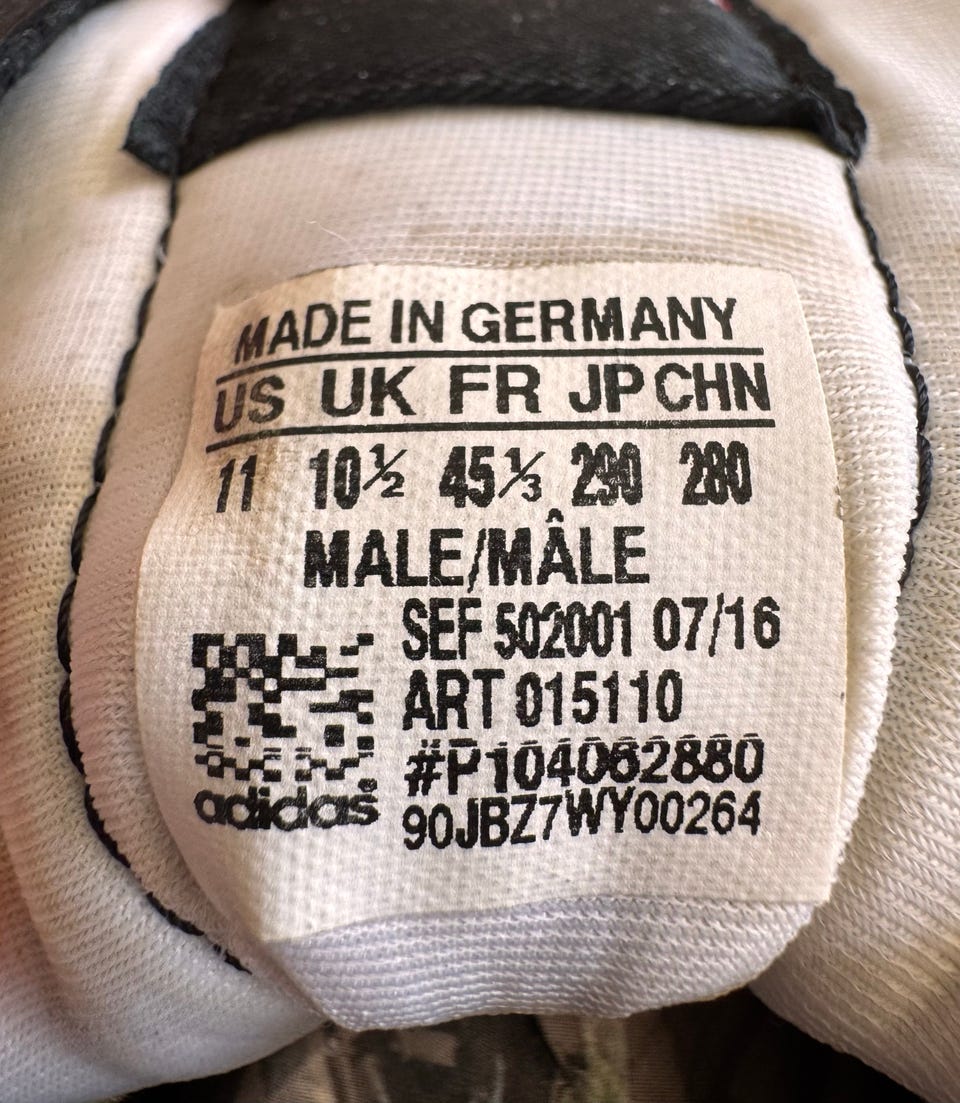 MADE IN GERMANY
US UK FR JP CHN
11 10½ 45⅓ 290 280
MALE/MÂLE
SEF 502001 07/16
ART 015110
#P104062880
90JBZ7WY00264
adidas®